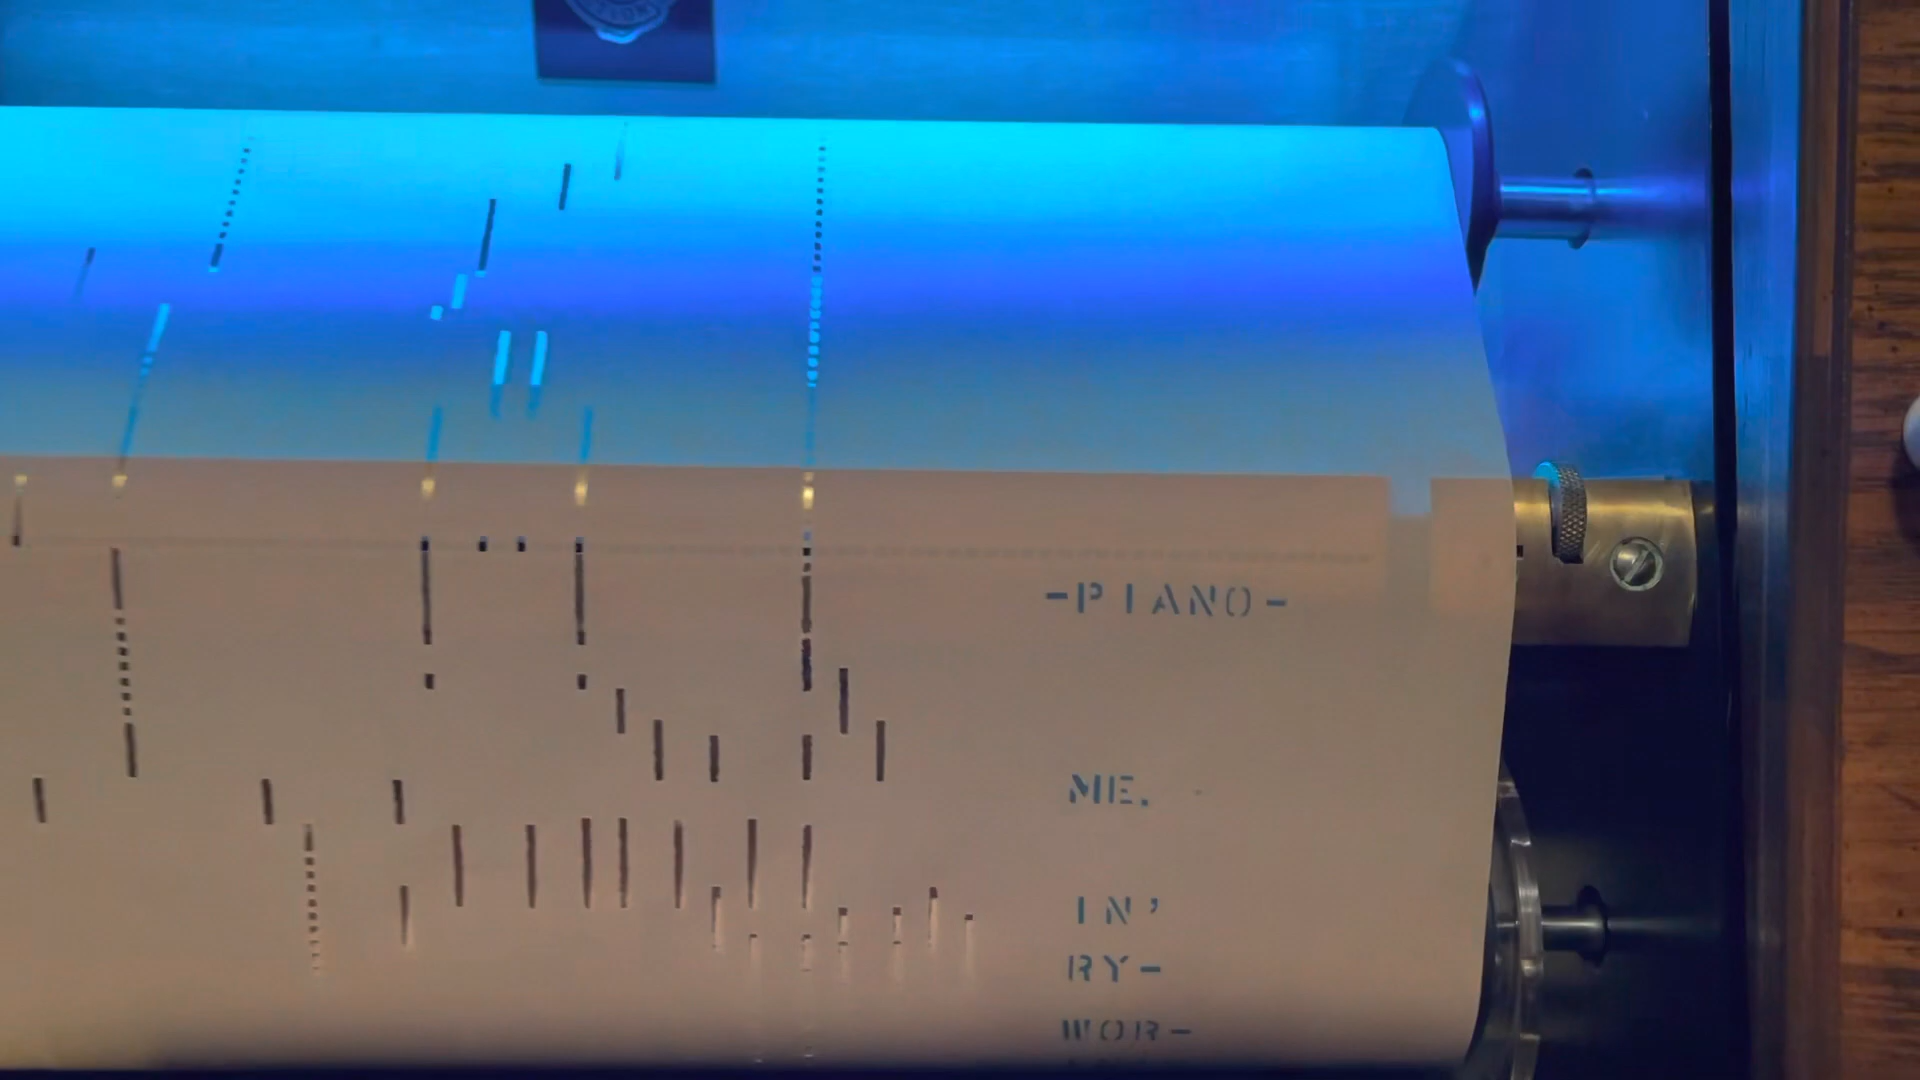 -PIANO-
ME.
IN'
RY-
WOR-